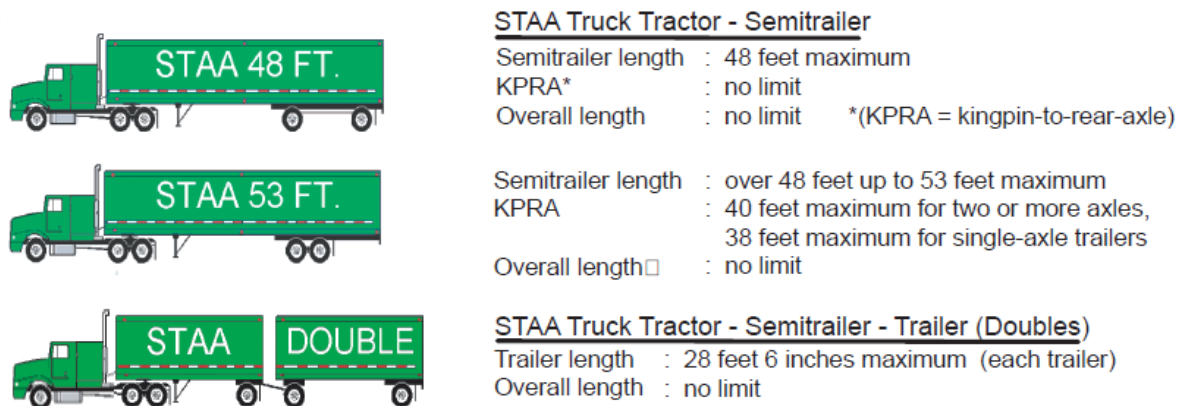 STAA 48 FT.
STAA Truck Tractor - Semitrailer
Semitrailer length : 48 feet maximum
KPRA* : no limit
Overall length : no limit *(KPRA = kingpin-to-rear-axle)
STAA 53 FT.
Semitrailer length : over 48 feet up to 53 feet maximum
KPRA : 40 feet maximum for two or more axles,
38 feet maximum for single-axle trailers
Overall length□ : no limit
STAA DOUBLE
STAA Truck Tractor - Semitrailer - Trailer (Doubles)
Trailer length : 28 feet 6 inches maximum (each trailer)
Overall length : no limit